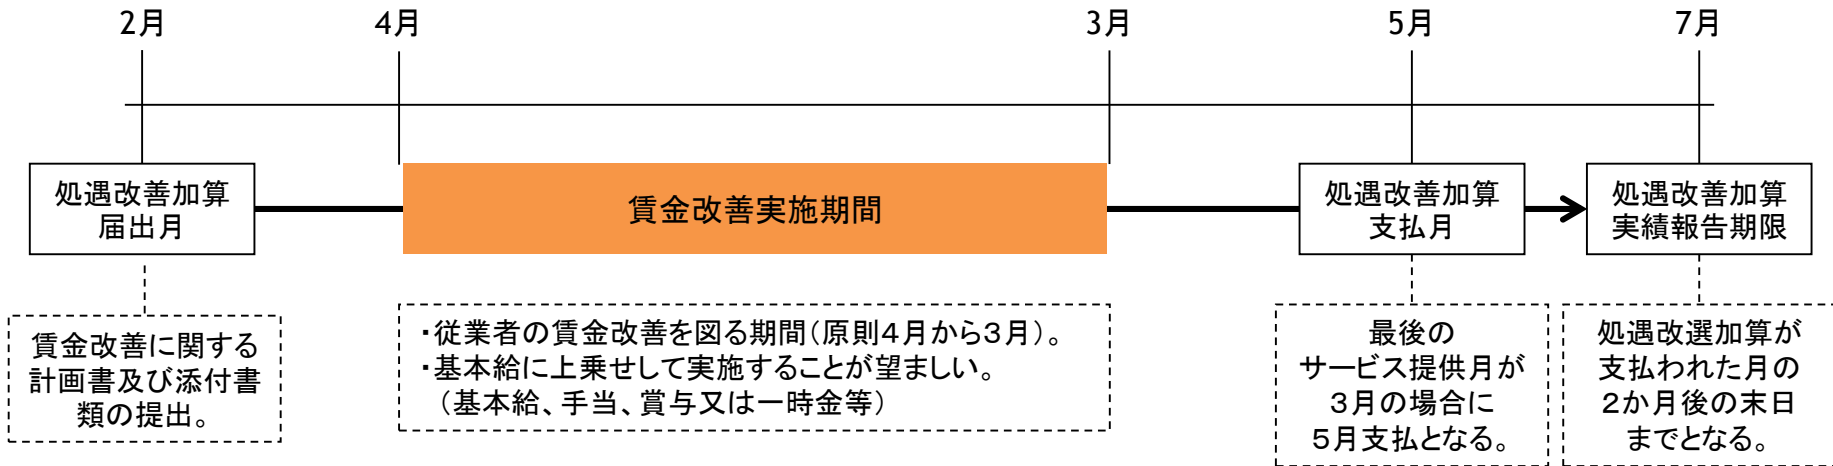 2月
4月
3月
5月
7月
処遇改善加算
届出月
賃金改善実施期間
処遇改善加算
支払月
処遇改善加算
実績報告期限
賃金改善に関する
計画書及び添付書
類の提出。
・従業者の賃金改善を図る期間(原則４月から３月)。
・基本給に上乗せして実施することが望ましい。
（基本給、手当、賞与又は一時金等）
最後の
サービス提供月が
３月の場合に
５月支払となる。
処遇改選加算が
支払われた月の
２か月後の末日
までとなる。